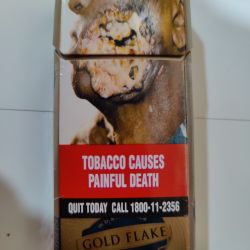 TOBACCO CAUSES
PAINFUL DEATH
QUIT TODAY CALL 1800-11-2356
GOLD FLAKE